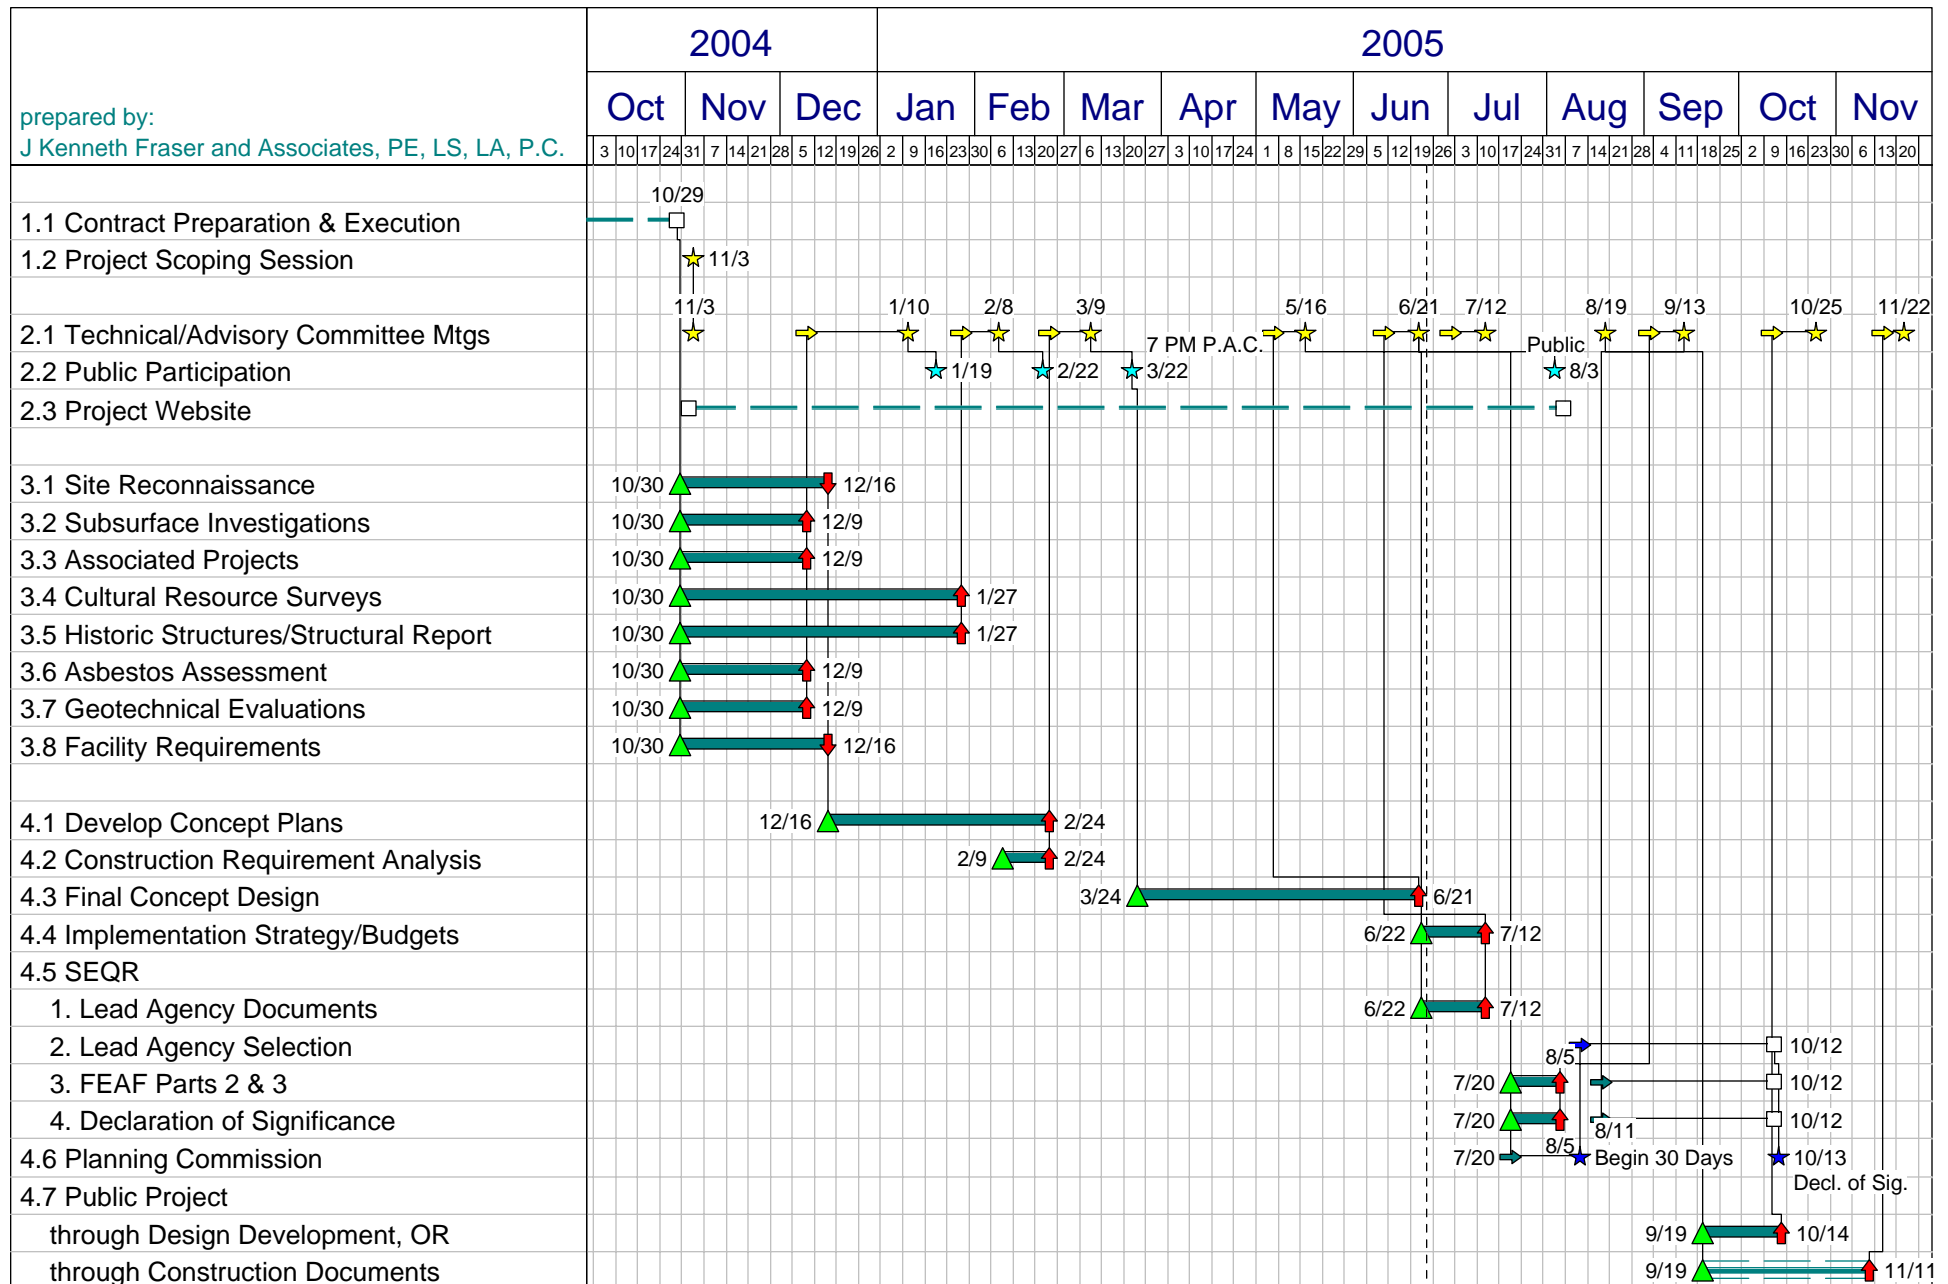 2004 2005
Oct Nov Dec Jan Feb Mar Apr May Jun Jul Aug Sep Oct Nov
prepared by:
J Kenneth Fraser and Associates, PE, LS, LA, P.C.
3 10 17 24 31 7 14 21 28 5 12 19 26 2 9 16 23 30 6 13 20 27 6 13 20 27 3 10 17 24 1 8 15 22 29 5 12 19 26 3 10 17 24 31 7 14 21 28 4 11 18 25 2 9 16 23 30 6 13 20
10/29
1.1 Contract Preparation & Execution
1.2 Project Scoping Session 11/3
11/3 1/10 2/8 3/9 5/16 6/21 7/12 8/19 9/13 10/25 11/22
2.1 Technical/Advisory Committee Mtgs
7 PM P.A.C. Public
2.2 Public Participation 1/19 2/22 3/22 8/3
2.3 Project Website
3.1 Site Reconnaissance 10/30 12/16
3.2 Subsurface Investigations 10/30 12/9
3.3 Associated Projects 10/30 12/9
3.4 Cultural Resource Surveys 10/30 1/27
3.5 Historic Structures/Structural Report 10/30 1/27
3.6 Asbestos Assessment 10/30 12/9
3.7 Geotechnical Evaluations 10/30 12/9
3.8 Facility Requirements 10/30 12/16
4.1 Develop Concept Plans 12/16 2/24
4.2 Construction Requirement Analysis 2/9 2/24
4.3 Final Concept Design 3/24 6/21
4.4 Implementation Strategy/Budgets 6/22 7/12
4.5 SEQR
1. Lead Agency Documents 6/22 7/12
2. Lead Agency Selection 10/12
8/5
3. FEAF Parts 2 & 3 7/20 10/12
4. Declaration of Significance 7/20 10/12
8/5 8/11
4.6 Planning Commission 7/20 Begin 30 Days 10/13
Decl. of Sig.
4.7 Public Project
through Design Development, OR 9/19 10/14
through Construction Documents 9/19 11/11